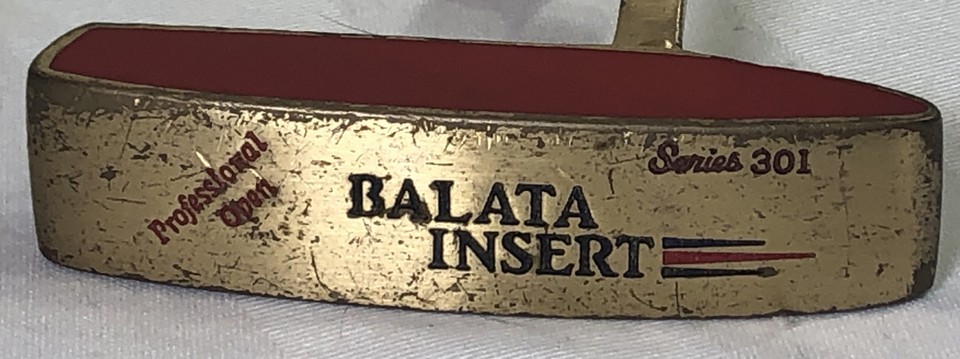 Professional
Open
BALATA
INSERT
Series 301